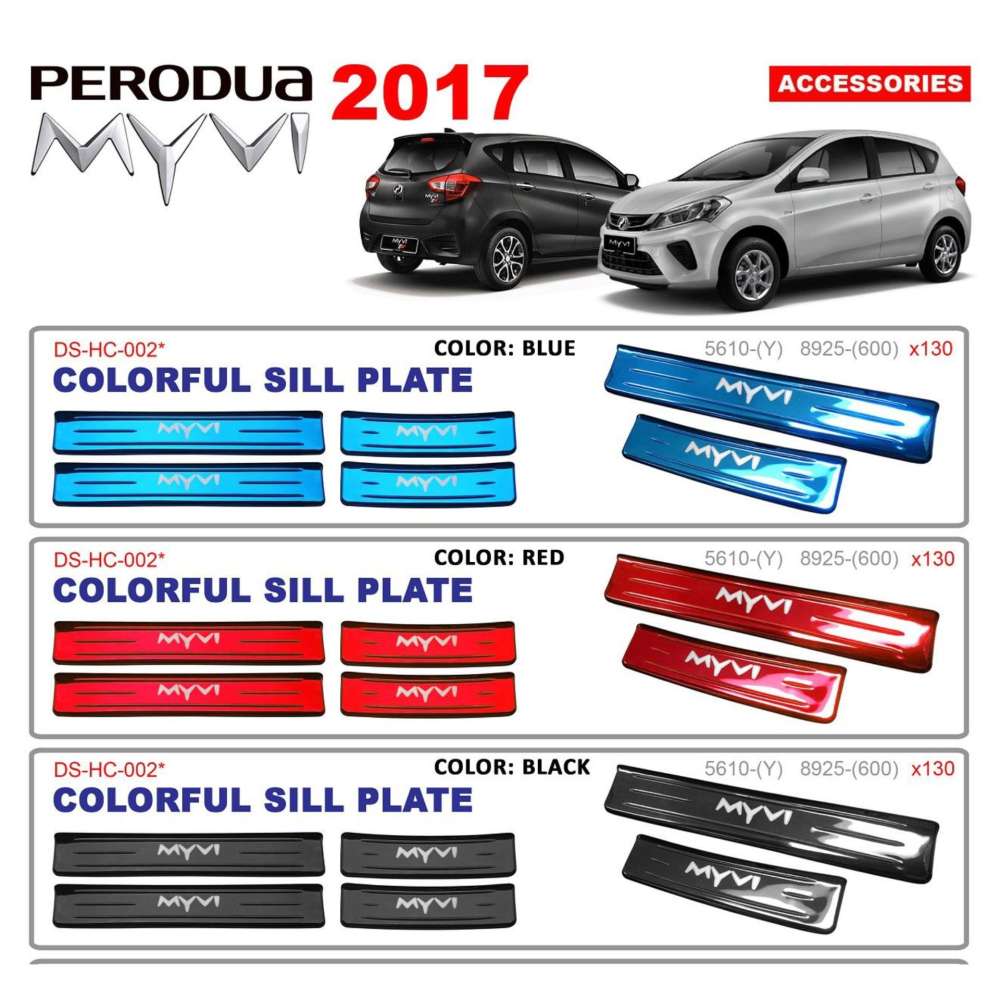 PERODUA 2017
MYVI
ACCESSORIES
MYVI
MYVI
DS-HC-002* COLOR: BLUE 5610-(Y) 8925-(600) x130
COLORFUL SILL PLATE
MYVI MYVI MYVI
MYVI MYVI MYVI
DS-HC-002* COLOR: RED 5610-(Y) 8925-(600) x130
COLORFUL SILL PLATE
MYVI MYVI MYVI
MYVI MYVI MYVI
DS-HC-002* COLOR: BLACK 5610-(Y) 8925-(600) x130
COLORFUL SILL PLATE
MYVI MYVI MYVI
MYVI MYVI MYVI